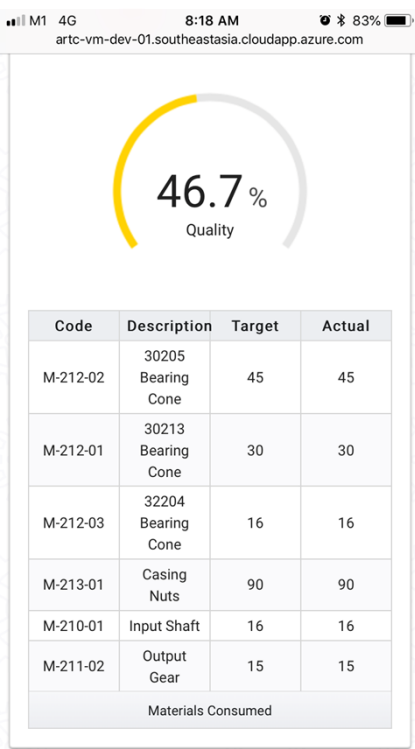 M1 4G 8:18 AM 83%
artc-vm-dev-01.southeastasia.cloudapp.azure.com
46.7 %
Quality
Code Description Target Actual
M-212-02 30205 Bearing Cone 45 45
M-212-01 30213 Bearing Cone 30 30
M-212-03 32204 Bearing Cone 16 16
M-213-01 Casing Nuts 90 90
M-210-01 Input Shaft 16 16
M-211-02 Output Gear 15 15
Materials Consumed